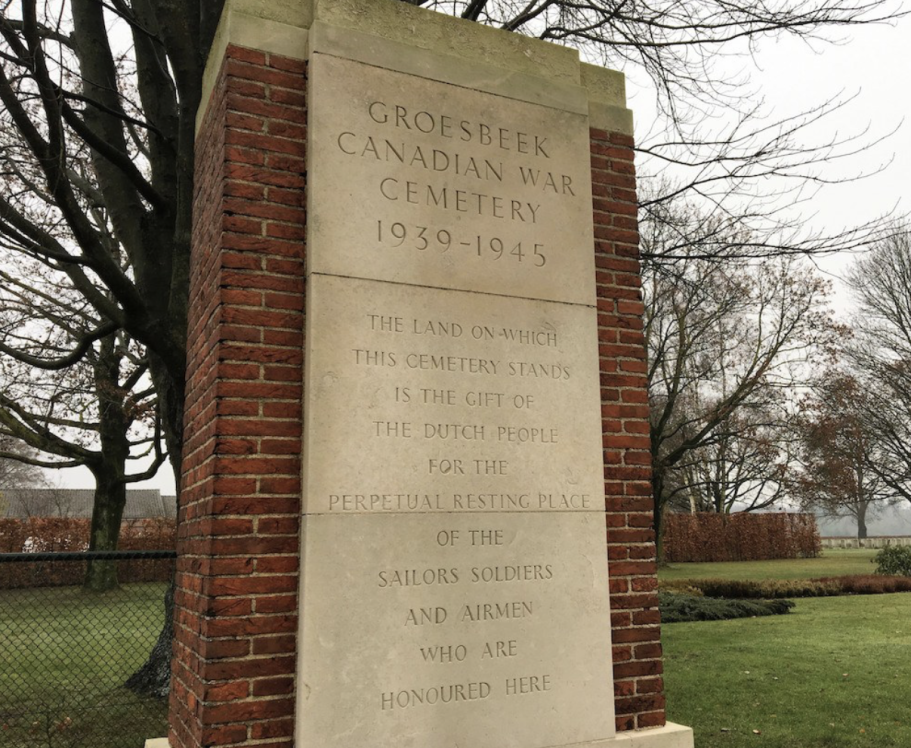 GROESBEEK
CANADIAN WAR
CEMETERY
1939-1945
THE LAND ON WHICH
THIS CEMETERY STANDS
IS THE GIFT OF
THE DUTCH PEOPLE
FOR THE
PERPETUAL RESTING PLACE
OF THE
SAILORS SOLDIERS
AND AIRMEN
WHO ARE
HONOURED HERE